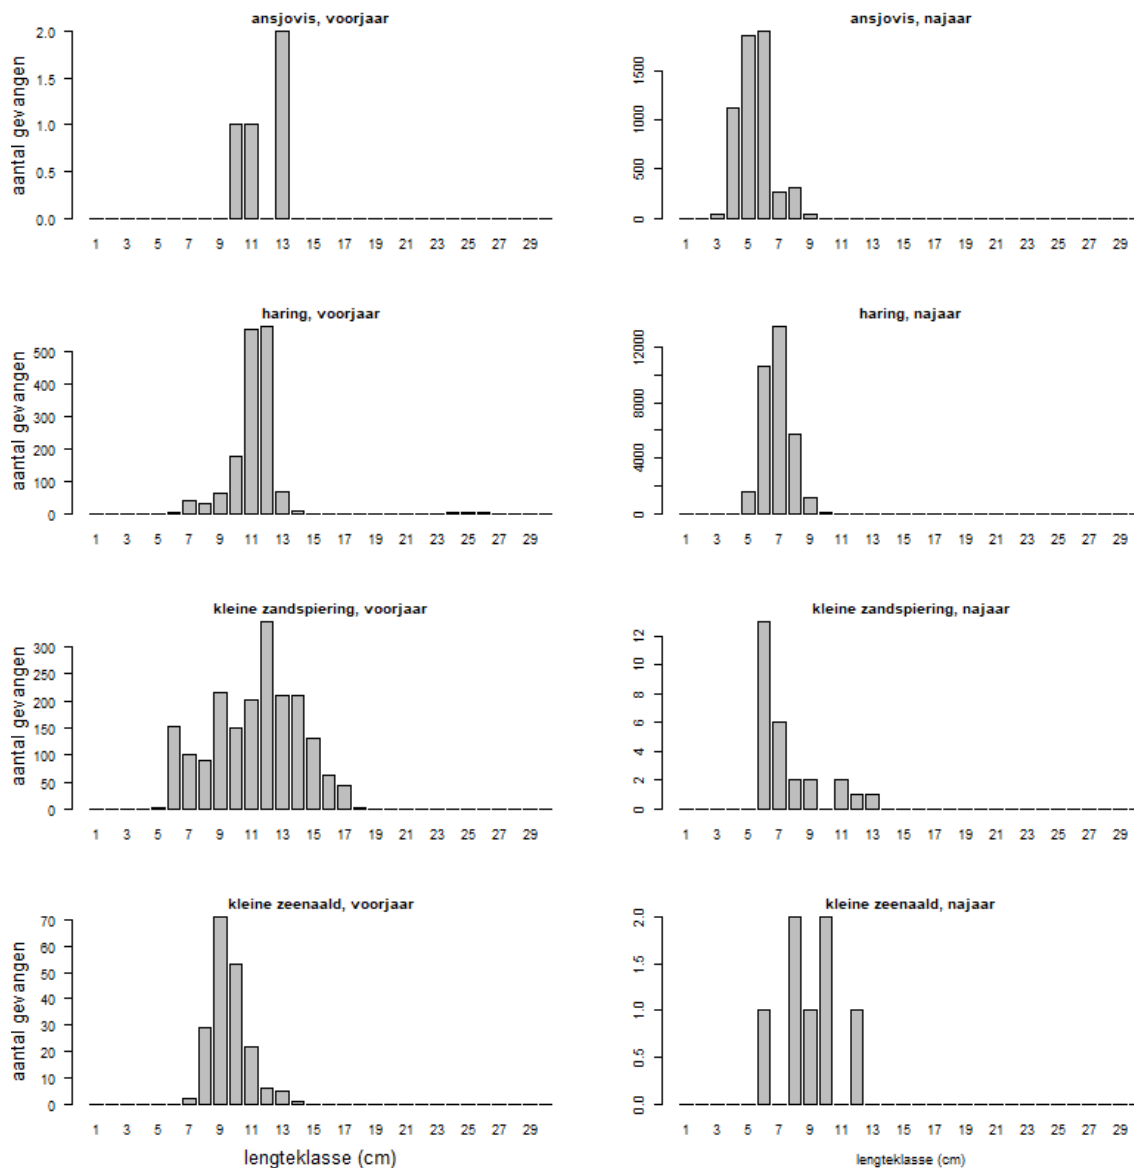 ansjovis, voorjaar
aantal gevangen
2.0
1.5
1.0
0.5
0.0
1 3 5 7 9 11 13 15 17 19 21 23 25 27 29
ansjovis, najaar
1500
1000
500
0
1 3 5 7 9 11 13 15 17 19 21 23 25 27 29
haring, voorjaar
aantal gevangen
500
400
300
200
100
0
1 3 5 7 9 11 13 15 17 19 21 23 25 27 29
haring, najaar
12000
8000
4000
0
1 3 5 7 9 11 13 15 17 19 21 23 25 27 29
kleine zandspiering, voorjaar
aantal gevangen
300
250
200
150
100
50
0
1 3 5 7 9 11 13 15 17 19 21 23 25 27 29
kleine zandspiering, najaar
12
10
8
6
4
2
0
1 3 5 7 9 11 13 15 17 19 21 23 25 27 29
kleine zeenaald, voorjaar
aantal gevangen
70
60
50
40
30
20
10
0
1 3 5 7 9 11 13 15 17 19 21 23 25 27 29
lengteklasse (cm)
kleine zeenaald, najaar
2.0
1.5
1.0
0.5
0.0
1 3 5 7 9 11 13 15 17 19 21 23 25 27 29
lengteklasse (cm)